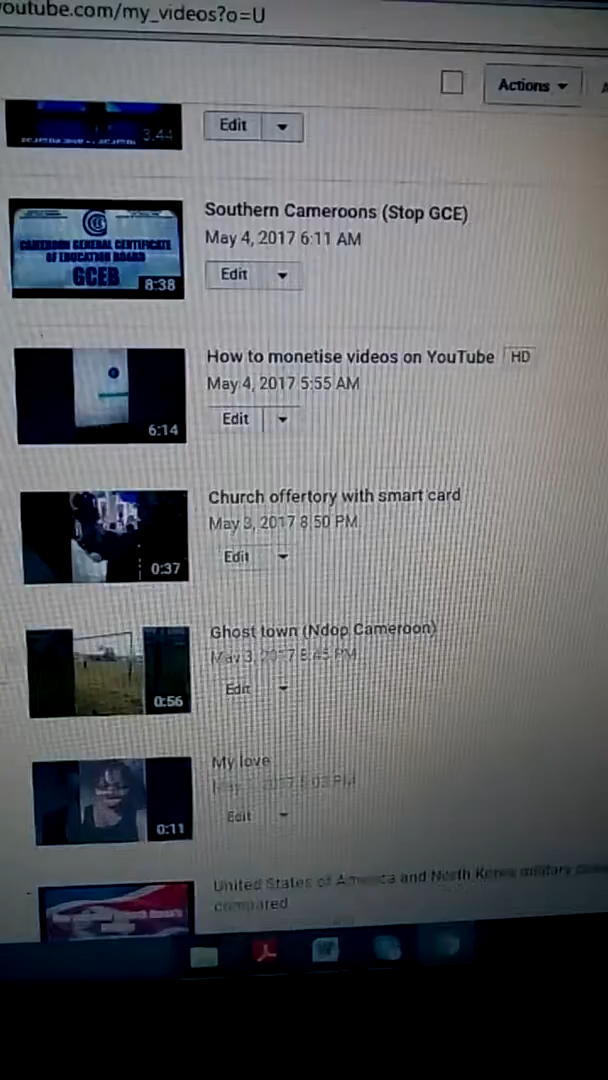 outube.com/my_videos?o=U
Actions
3:44
Edit
Southern Cameroons (Stop GCE)
May 4, 2017 6:11 AM
CAMEROON GENERAL CERTIFICATE
OF EDUCATION BOARD
GCEB
8:38
Edit
How to monetise videos on YouTube HD
May 4, 2017 5:55 AM
6:14
Edit
Church offertory with smart card
May 3, 2017 8:50 PM
0:37
Edit
Ghost town (Ndop Cameroon)
May 3, 2017 8:45 PM
0:56
Edit
My love
May 2017 PM
0:11
Edit
United States of America and North Korea military
compared